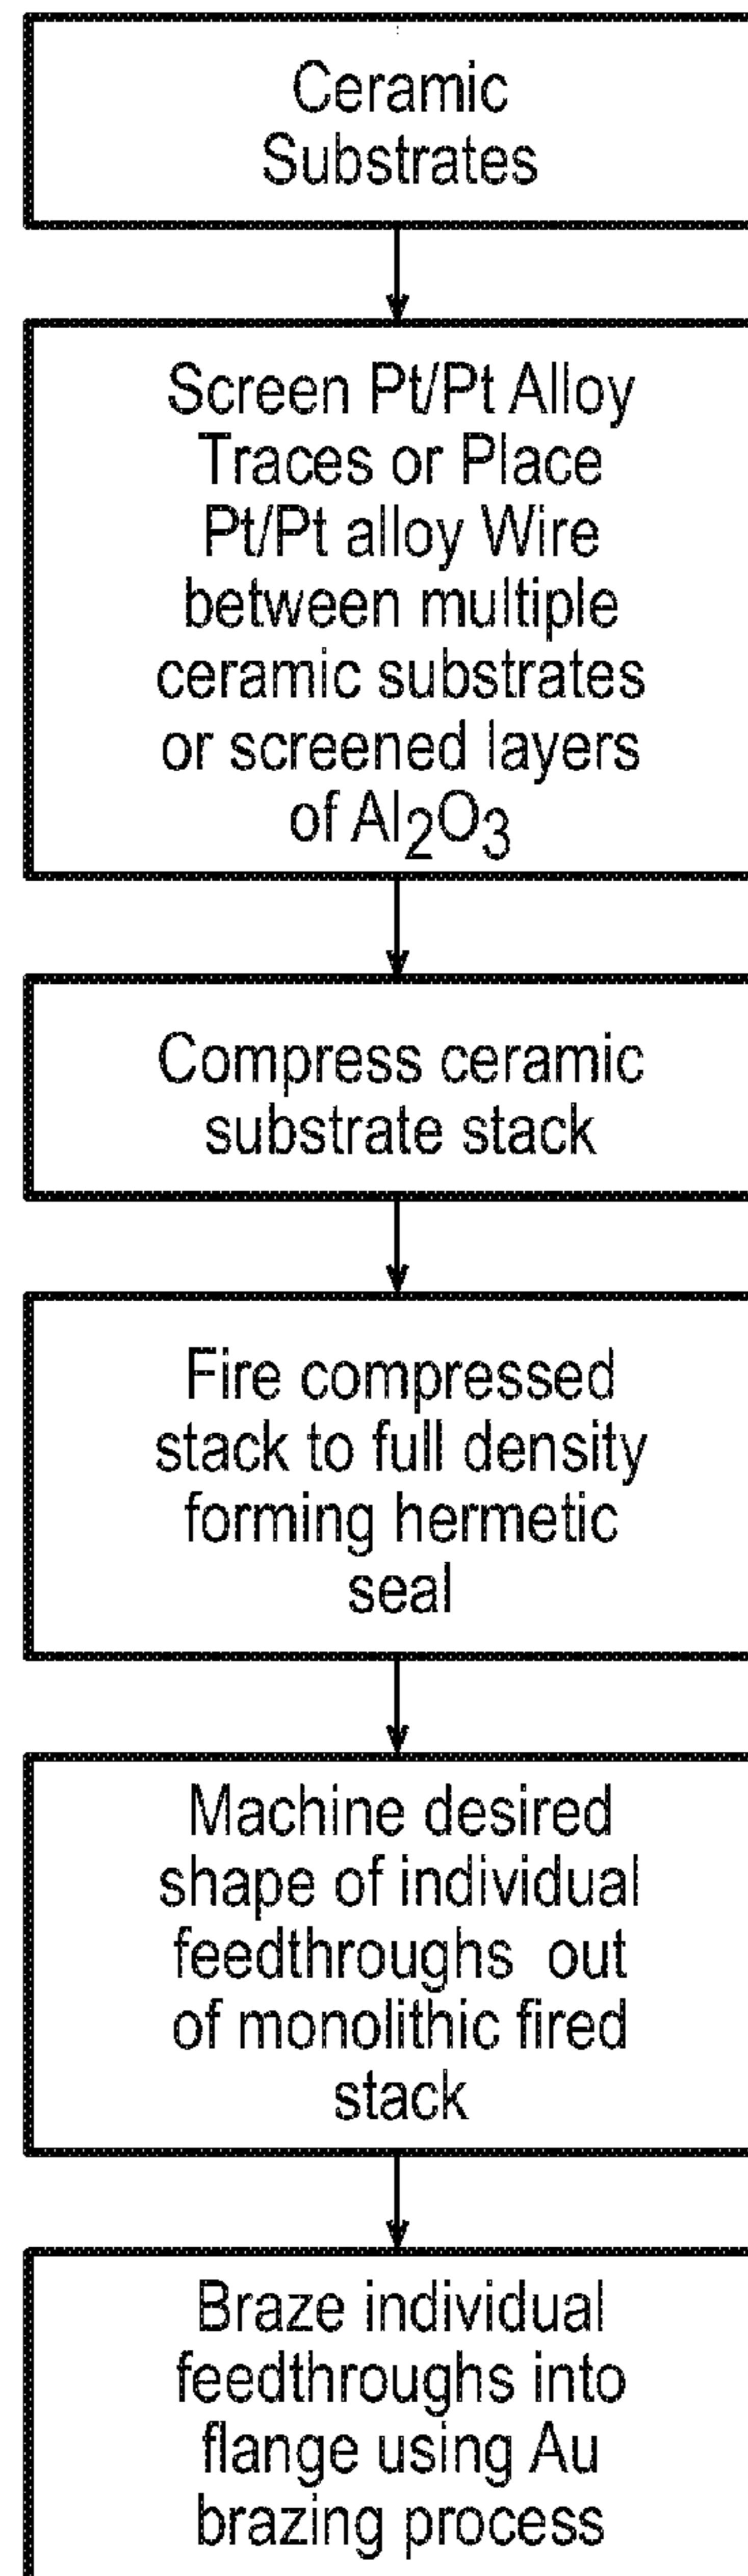 Ceramic
Substrates
Screen Pt/Pt Alloy
Traces or Place
Pt/Pt alloy Wire
between multiple
ceramic substrates
or screened layers
of Al₂O₃
Compress ceramic
substrate stack
Fire compressed
stack to full density
forming hermetic
seal
Machine desired
shape of individual
feedthroughs out
of monolithic fired
stack
Braze individual
feedthroughs into
flange using Au
brazing process